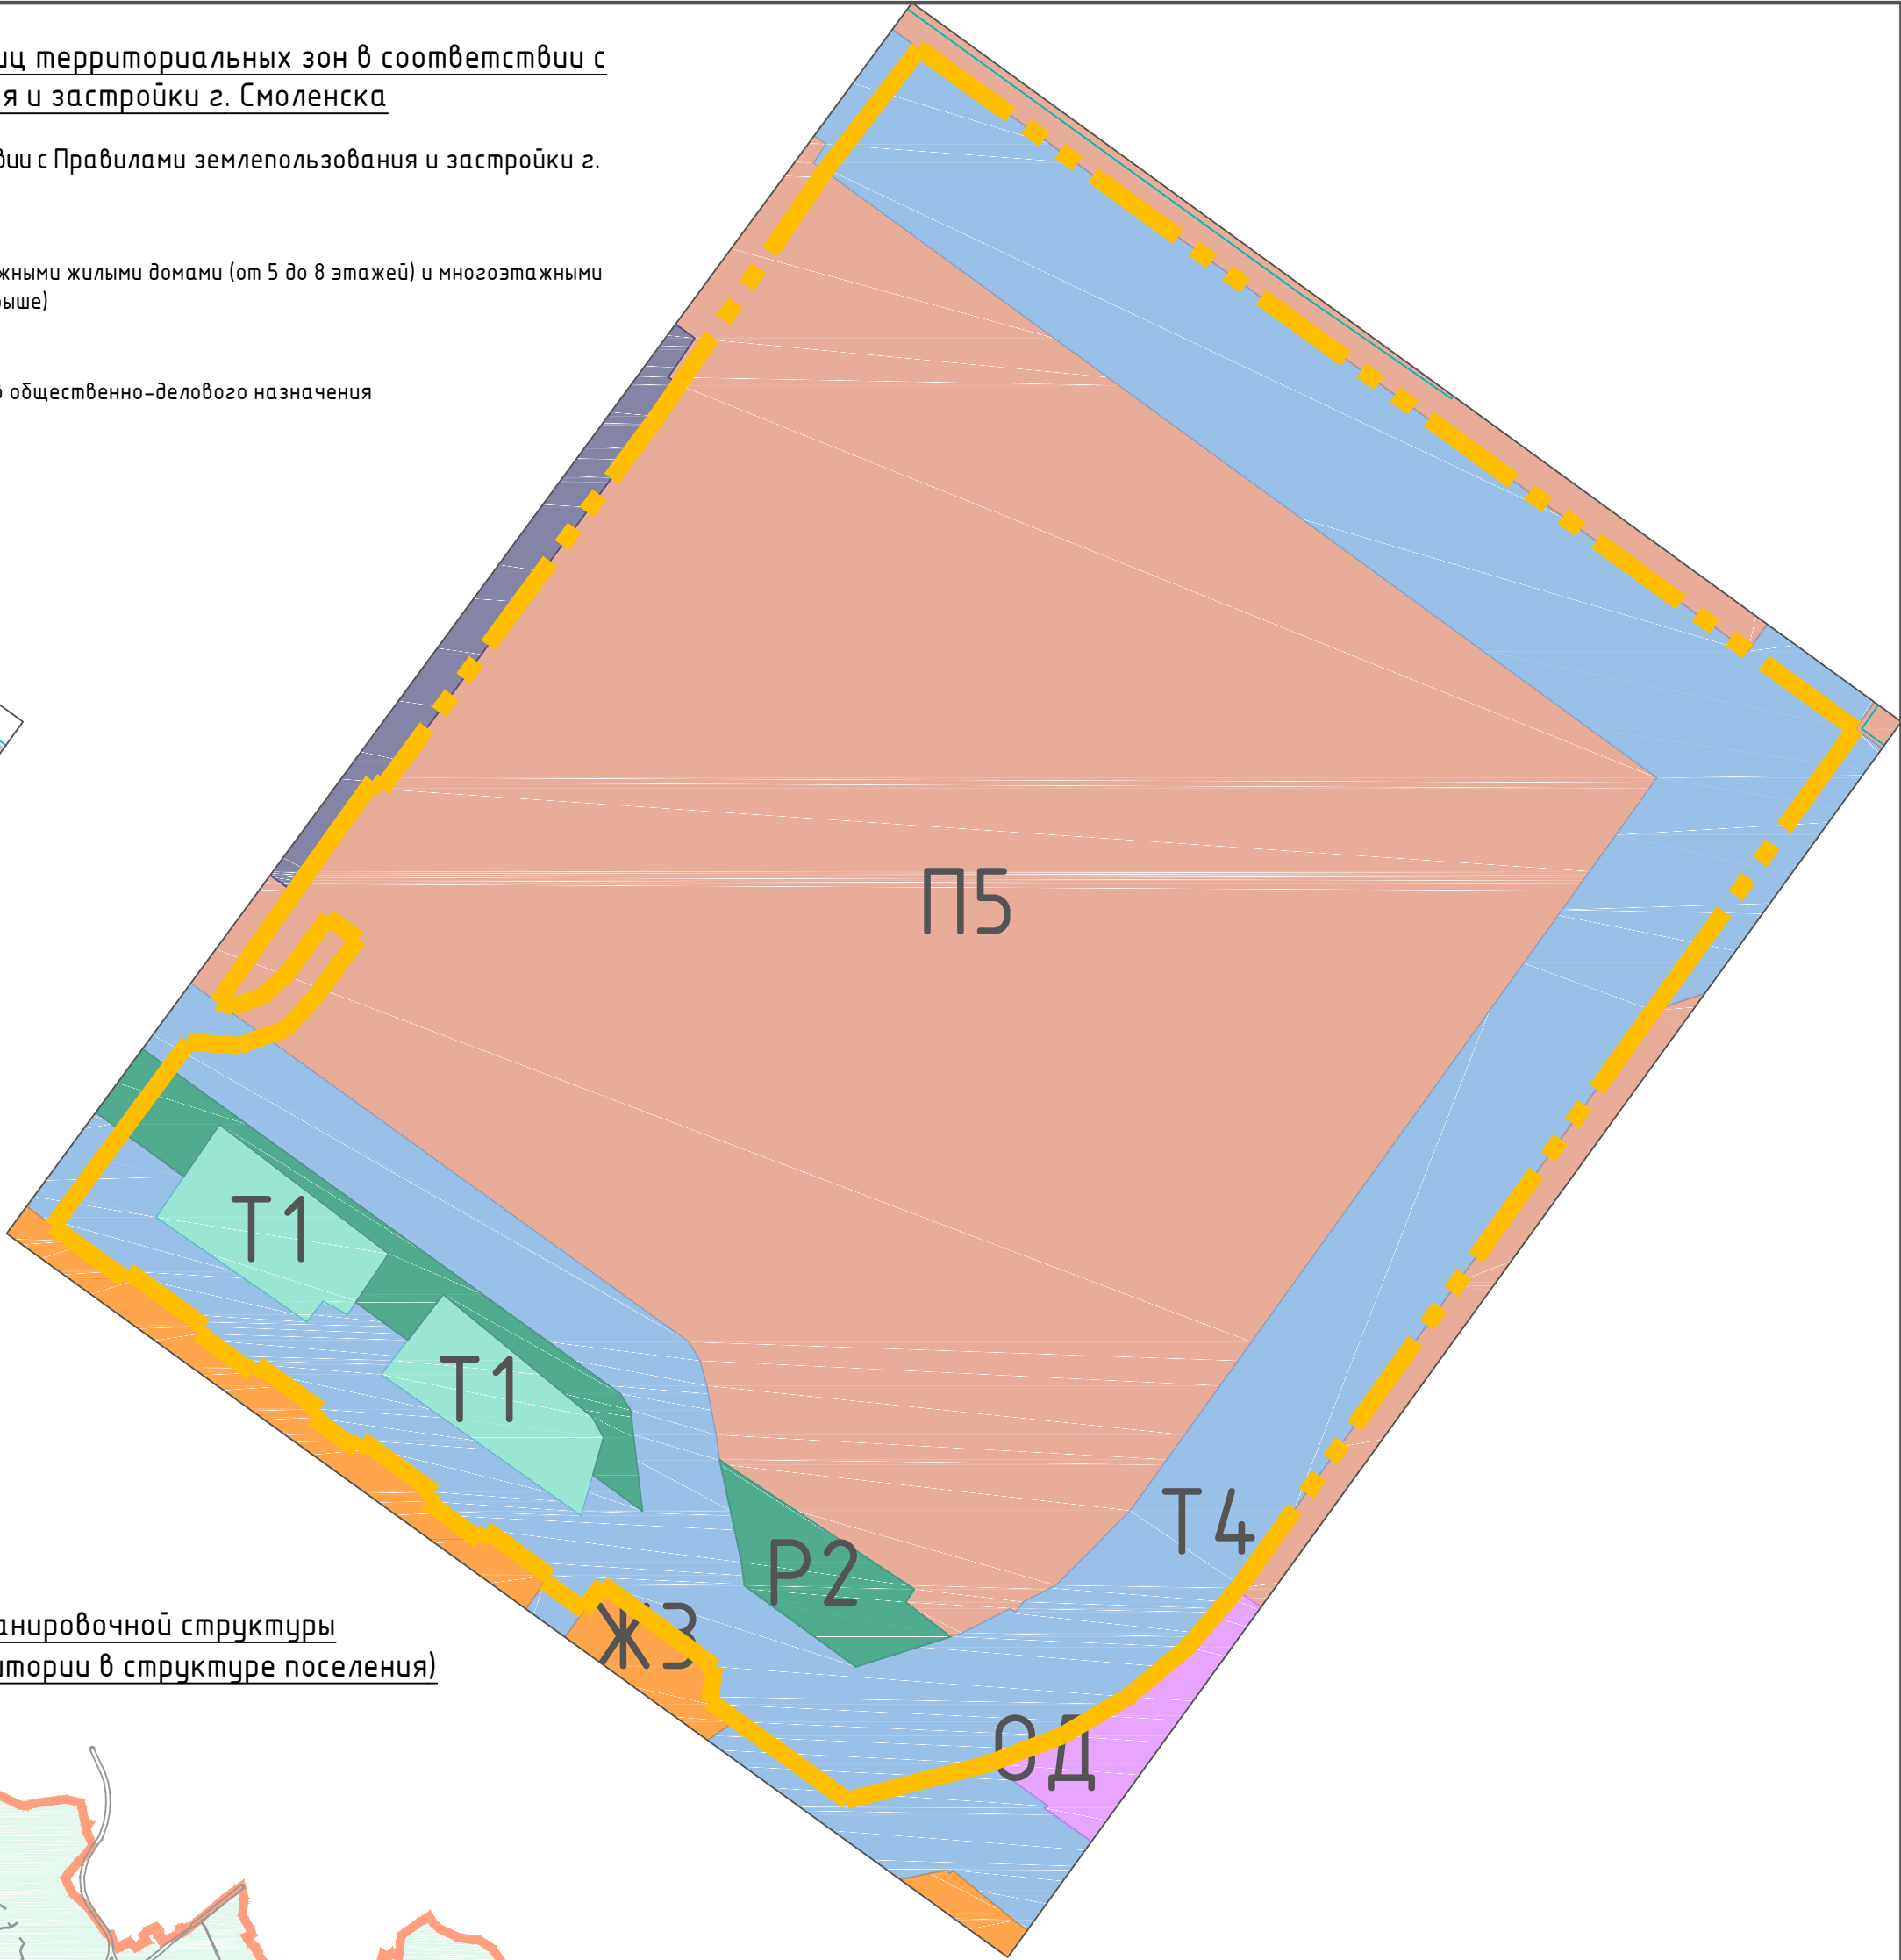 иц территориальных зон в соответствии с
я и застройки г. Смоленска
вии с Правилами землепользования и застройки г.
жными жилыми домами (от 5 до 8 этажей) и многоэтажными
выше)
о общественно-делового назначения
П5
Т1
Т1
Т4
Р2
Ж3
ОД
анировочной структуры
итории в структуре поселения)